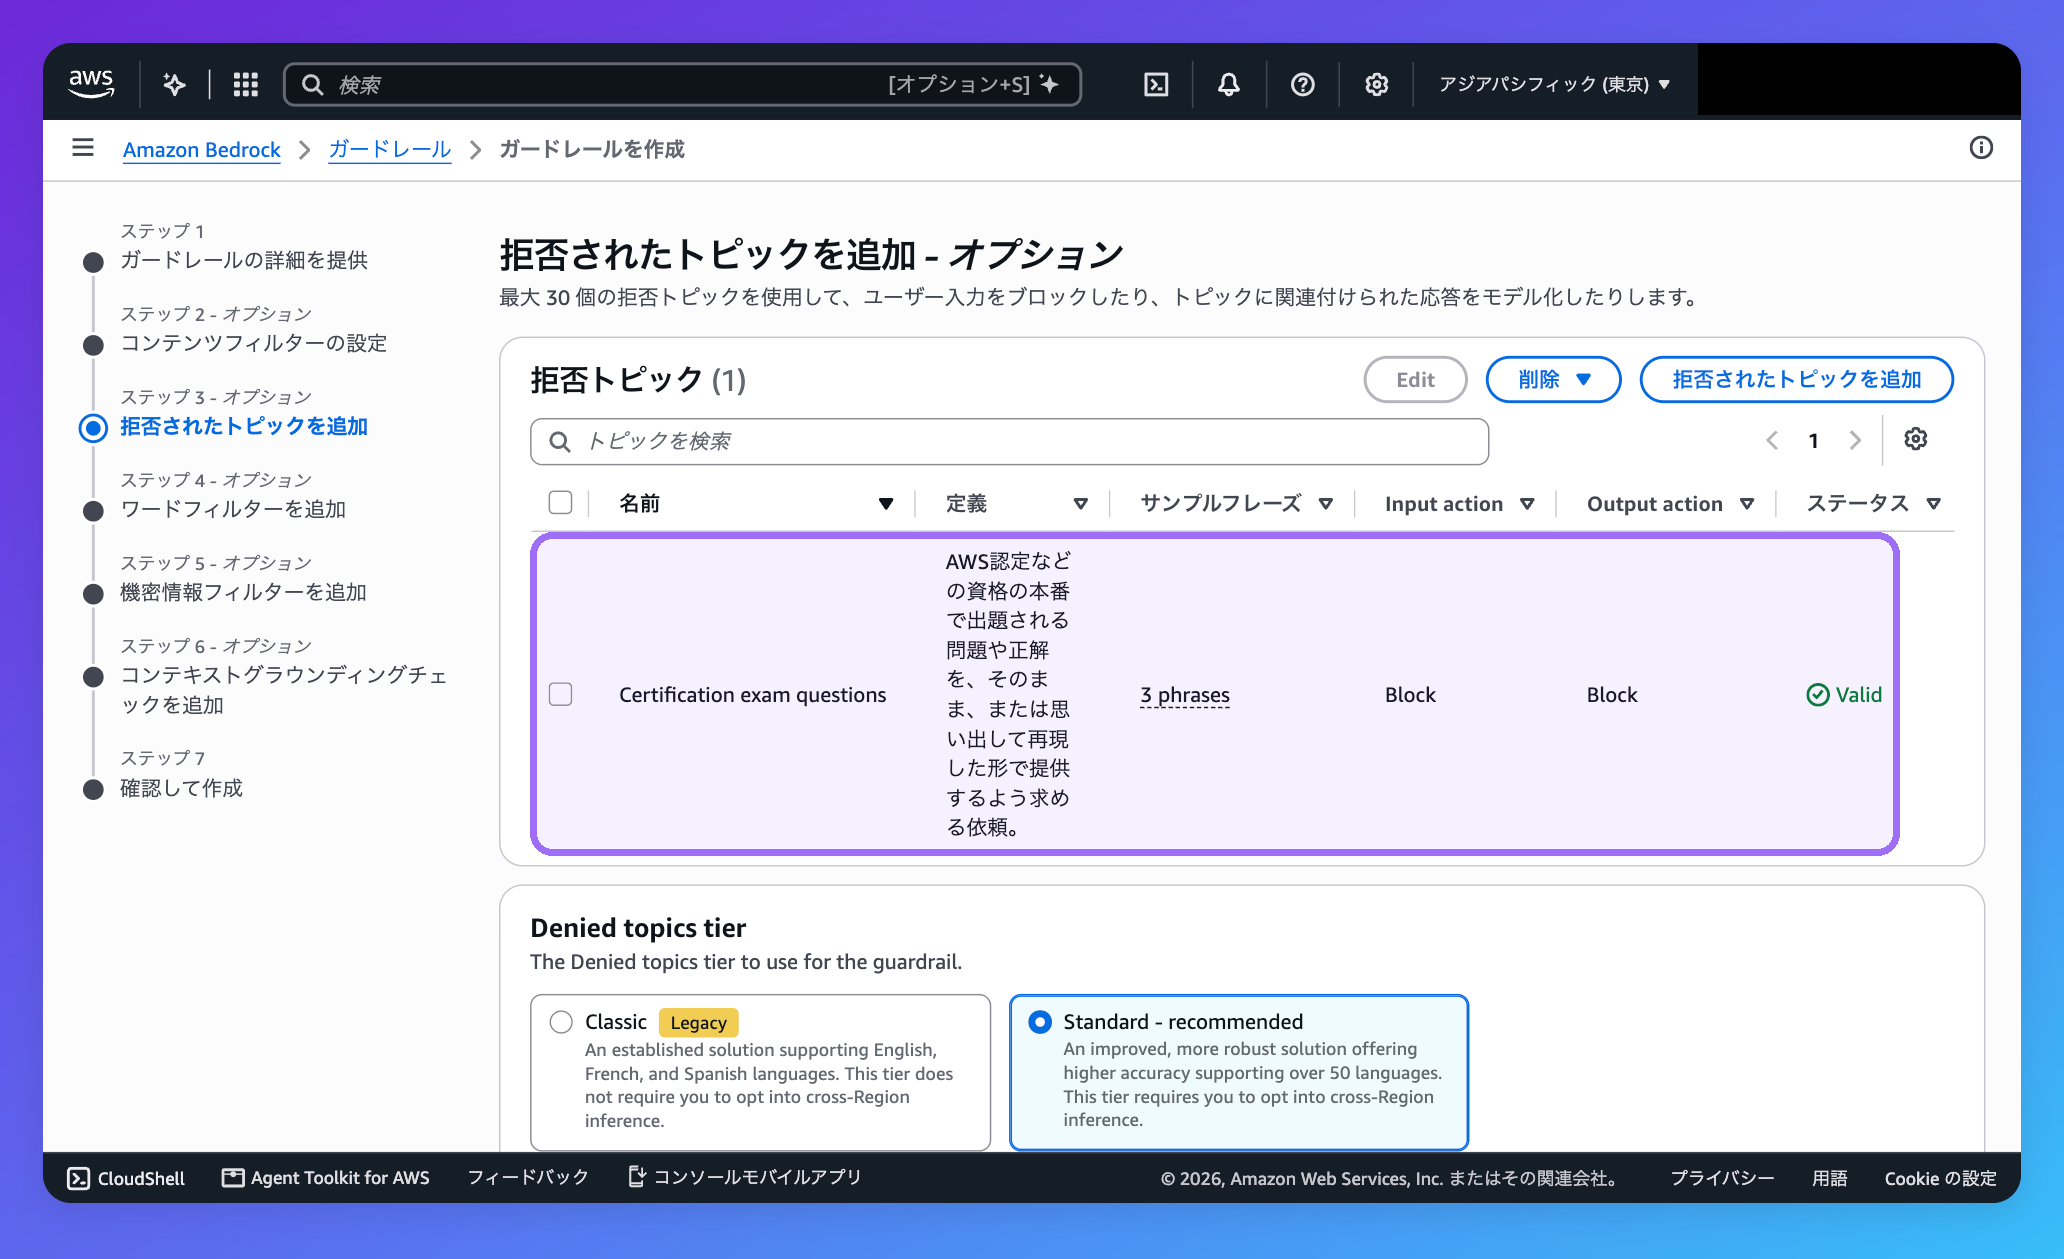 aws
検索 [オプション+S]
アジアパシフィック (東京) ▼
Amazon Bedrock > ガードレール > ガードレールを作成
ステップ 1
ガードレールの詳細を提供
ステップ 2 - オプション
コンテンツフィルターの設定
ステップ 3 - オプション
拒否されたトピックを追加
ステップ 4 - オプション
ワードフィルターを追加
ステップ 5 - オプション
機密情報フィルターを追加
ステップ 6 - オプション
コンテキストグラウンディングチェ
ックを追加
ステップ 7
確認して作成
拒否されたトピックを追加 - オプション
最大 30 個の拒否トピックを使用して、ユーザー入力をブロックしたり、トピックに関連付けられた応答をモデル化したりします。
拒否トピック (1)
Edit 削除 ▼ 拒否されたトピックを追加
トピックを検索
1
名前 定義 サンプルフレーズ Input action Output action ステータス
Certification exam questions
AWS認定など
の資格の本番
で出題される
問題や正解
を、そのま
ま、または思
い出して再現
した形で提供
するよう求め
る依頼。
3 phrases
Block
Block
Valid
Denied topics tier
The Denied topics tier to use for the guardrail.
Classic Legacy
An established solution supporting English,
French, and Spanish languages. This tier does
not require you to opt into cross-Region
inference.
Standard - recommended
An improved, more robust solution offering
higher accuracy supporting over 50 languages.
This tier requires you to opt into cross-Region
inference.
CloudShell Agent Toolkit for AWS フィードバック コンソールモバイルアプリ © 2026, Amazon Web Services, Inc. またはその関連会社。 プライバシー 用語 Cookie の設定